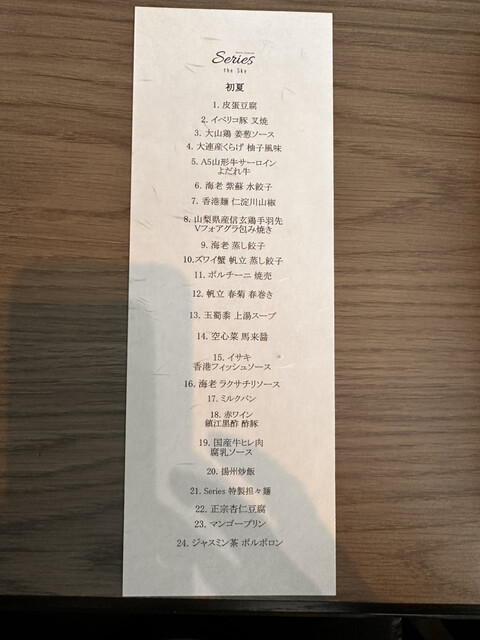 Series
the Sky
初夏
1. 皮蛋豆腐
2. イベリコ豚 叉焼
3. 大山鶏 姜葱ソース
4. 大連産くらげ 柚子風味
5. A5山形牛サーロイン
よだれ牛
6. 海老 紫蘇 水餃子
7. 香港麺 仁淀川山椒
8. 山梨県産信玄鶏手羽先
Vフォアグラ包み焼き
9. 海老 蒸し餃子
10.ズワイ蟹 帆立 蒸し餃子
11. ポルチーニ 焼売
12. 帆立 春菊 春巻き
13. 玉蜀黍 上湯スープ
14. 空心菜 馬来醤
15. イサキ
香港フィッシュソース
16. 海老 ラクサチリソース
17. ミルクパン
18. 赤ワイン
鎮江黒酢 酢豚
19. 国産牛ヒレ肉
腐乳ソース
20. 揚州炒飯
21. Series 特製担々麺
22. 正宗杏仁豆腐
23. マンゴープリン
24. ジャスミン茶 ポルボロン